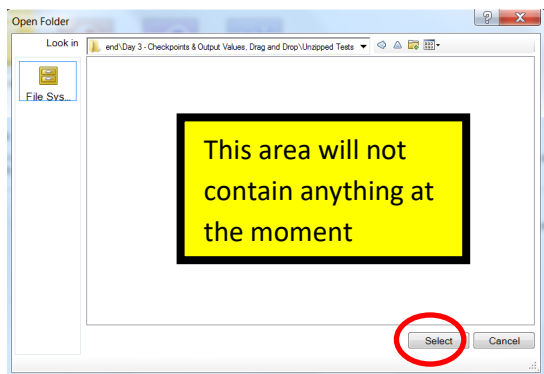 Open Folder
Look in
end\Day 3 - Checkpoints & Output Values, Drag and Drop\Unzipped Tests
File Sys...
This area will not
contain anything at
the moment
Select Cancel